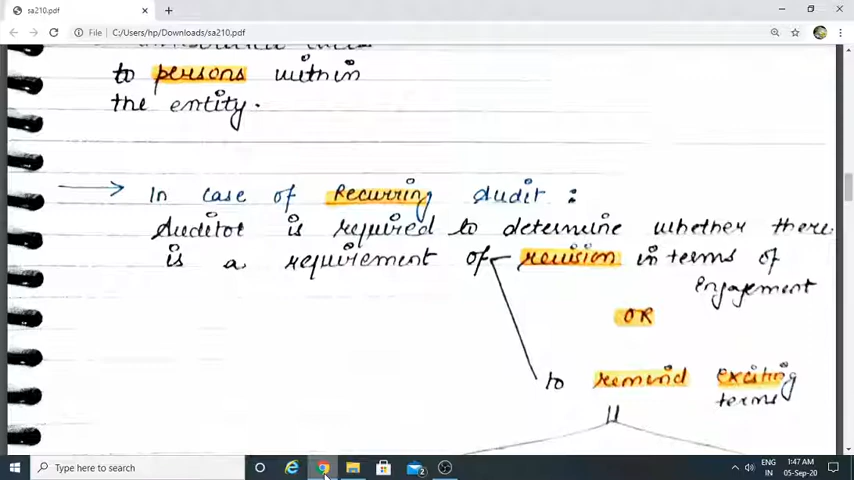 sa210.pdf
File
C:/Users/hp/Downloads/sa210.pdf
to persons within
the entity.
In case of Recurring Audit :
Auditor is required to determine whether there
is a requirement of revision in terms of
engagement
OR
to remind exciting
terms
Type here to search
2
ENG
IN
1:47 AM
05-Sep-20